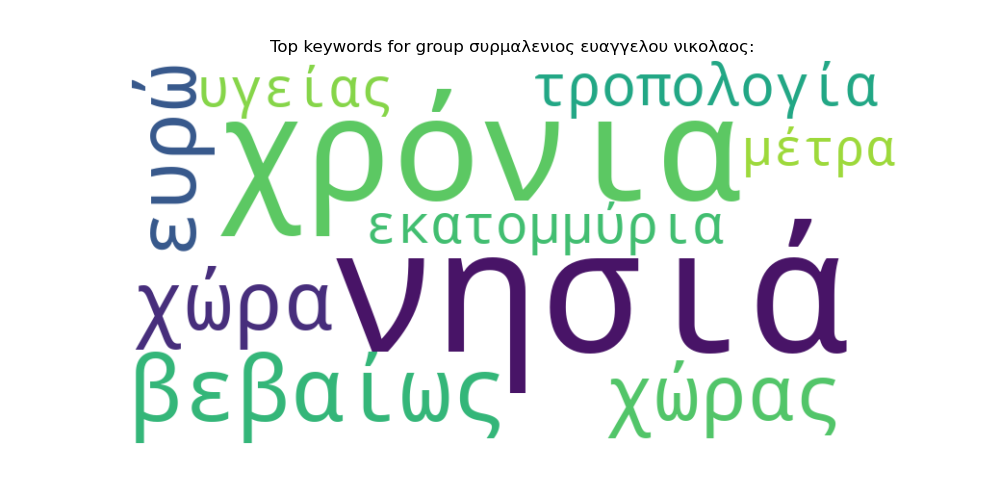 Top keywords for group συρμαλενιος ευαγγελου νικολαος:
υγείας
τροπολογία
ευρώ
χρόνια
μέτρα
εκατομμύρια
χώρα
νησιά
βεβαίως
χώρας